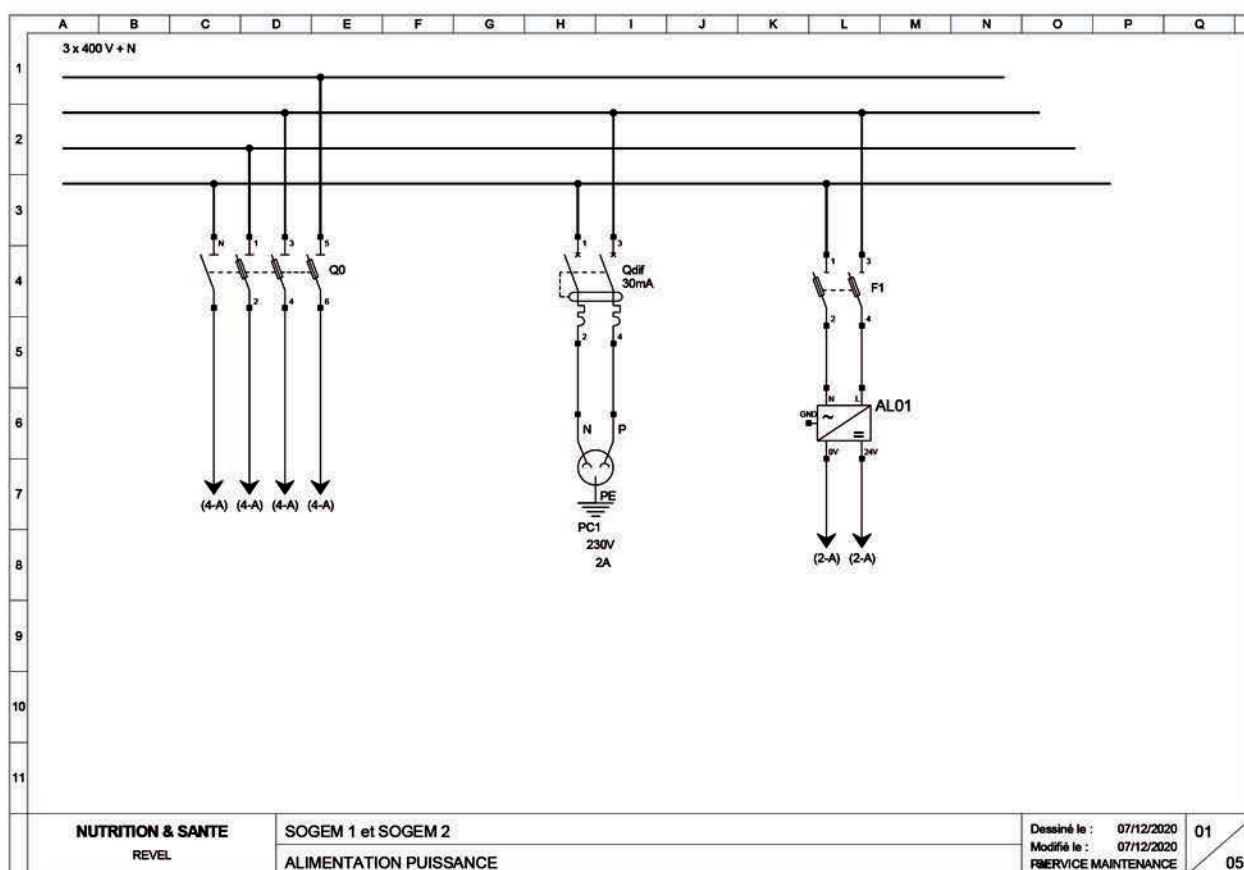 A B C D E F G H I J K L M N O P Q
3 x 400 V + N
1
2
3
N 1 3 5
1 3
1 3
4
Q0
Qdif
30mA
F1
2 4 6
2 4
2 4
5
N L
AL01
6
GND
~
=
N P
0V 24V
7
(4-A) (4-A) (4-A) (4-A)
PE
PC1
230V
2A
(2-A) (2-A)
8
9
10
11
NUTRITION & SANTE
REVEL
SOGEM 1 et SOGEM 2
ALIMENTATION PUISSANCE
Dessiné le : 07/12/2020
Modifié le : 07/12/2020
SERVICE MAINTENANCE
01
05